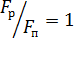 Fр/Fп = 1